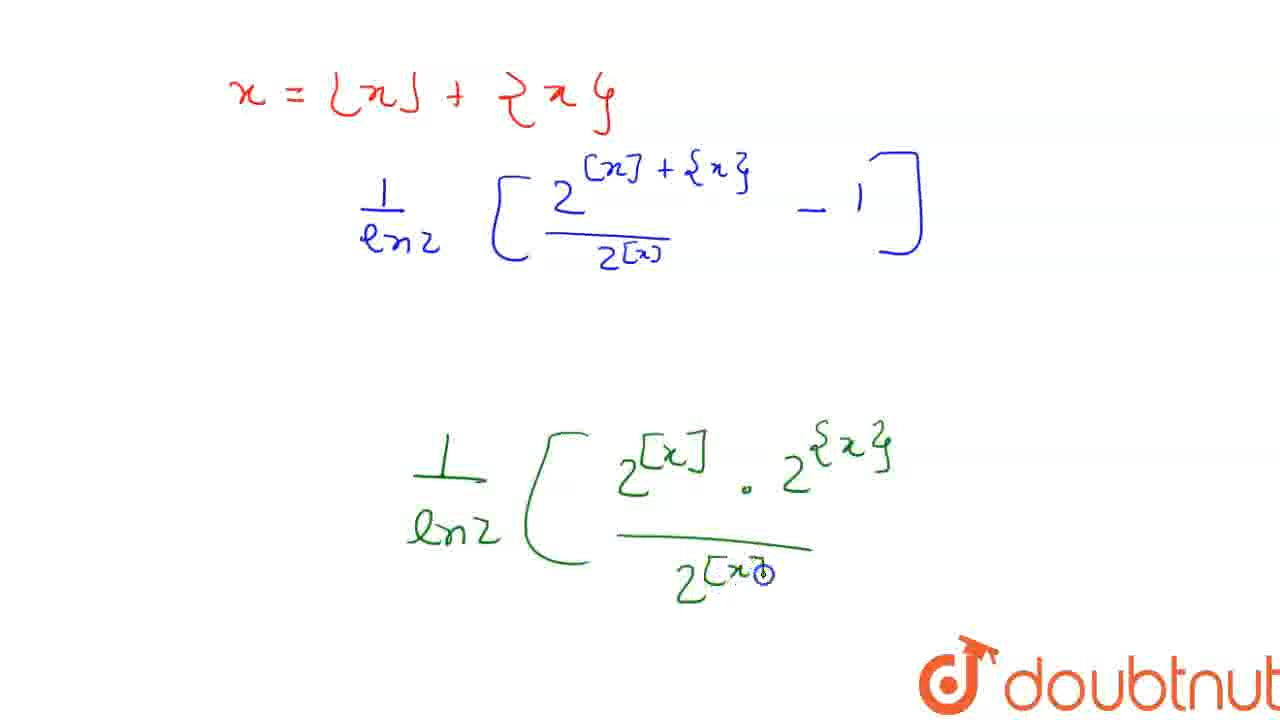 x = [x] + {x}
1/ln2 [ 2^([x] + {x}) / 2^[x] - 1 ]
1/ln2 [ 2^[x] . 2^{x} / 2^[x]
doubtnut